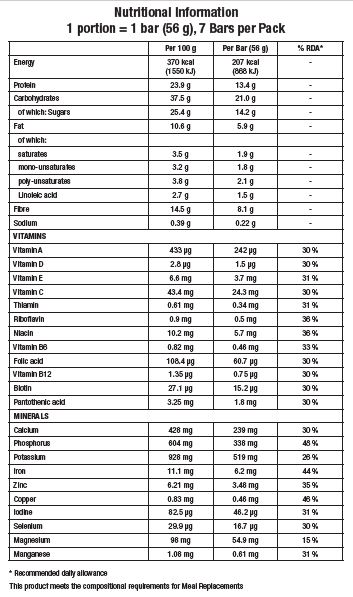 Nutritional Information
1 portion = 1 bar (56 g), 7 Bars per Pack
Per 100 g Per Bar (56 g) % RDA*
Energy 370 kcal 207 kcal -
(1550 KJ) (868 KJ)
Protein 23.9 g 13.4 g -
Carbohydrates 37.5 g 21.0 g -
of which: Sugars 25.4 g 14.2 g -
Fat 10.6 g 5.9 g -
of which:
saturates 3.5 g 1.9 g -
mono-unsaturates 3.2 g 1.8 g -
poly-unsaturates 3.8 g 2.1 g -
Linoleic acid 2.7 g 1.5 g -
Fibre 14.5 g 8.1 g -
Sodium 0.39 g 0.22 g -
VITAMINS
Vitamin A 433 µg 242 µg 30 %
Vitamin D 2.8 µg 1.5 µg 30 %
Vitamin E 6.6 mg 3.7 mg 31 %
Vitamin C 43.4 mg 24.3 mg 30 %
Thiamin 0.61 mg 0.34 mg 31 %
Riboflavin 0.9 mg 0.5 mg 36 %
Niacin 10.2 mg 5.7 mg 36 %
Vitamin B6 0.82 mg 0.46 mg 33 %
Folic acid 108.4 µg 60.7 µg 30 %
Vitamin B12 1.35 µg 0.75 µg 30 %
Biotin 27.1 µg 15.2 µg 30 %
Pantothenic acid 3.25 mg 1.8 mg 30 %
MINERALS
Calcium 428 mg 239 mg 30 %
Phosphorus 604 mg 338 mg 48 %
Potassium 928 mg 519 mg 26 %
Iron 11.1 mg 6.2 mg 44 %
Zinc 6.21 mg 3.48 mg 35 %
Copper 0.83 mg 0.46 mg 46 %
Iodine 82.5 µg 46.2 µg 31 %
Selenium 29.9 µg 16.7 µg 30 %
Magnesium 98 mg 54.9 mg 15 %
Manganese 1.08 mg 0.61 mg 31 %
* Recommended daily allowance
This product meets the compositional requirements for Meal Replacements